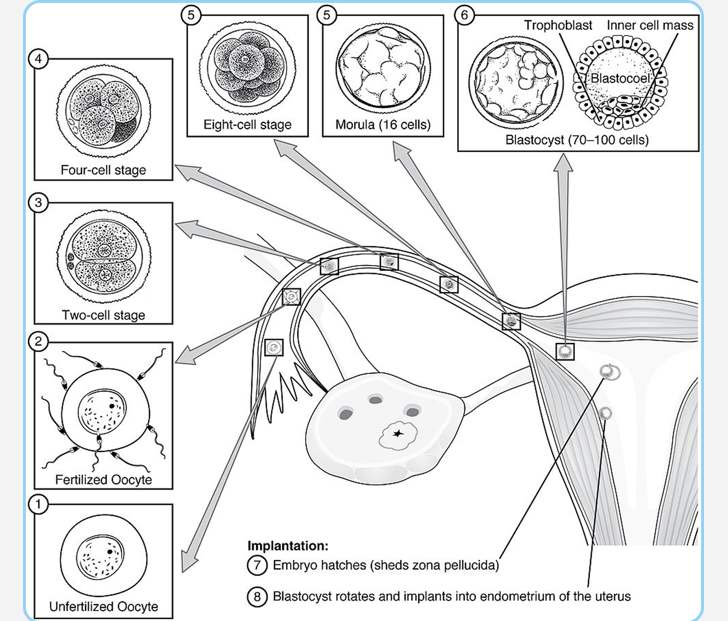 5
Eight-cell stage
5
Morula (16 cells)
6
Trophoblast Inner cell mass
Blastocoel
Blastocyst (70–100 cells)
4
Four-cell stage
3
Two-cell stage
2
Fertilized Oocyte
1
Unfertilized Oocyte
Implantation:
7 Embryo hatches (sheds zona pellucida)
8 Blastocyst rotates and implants into endometrium of the uterus